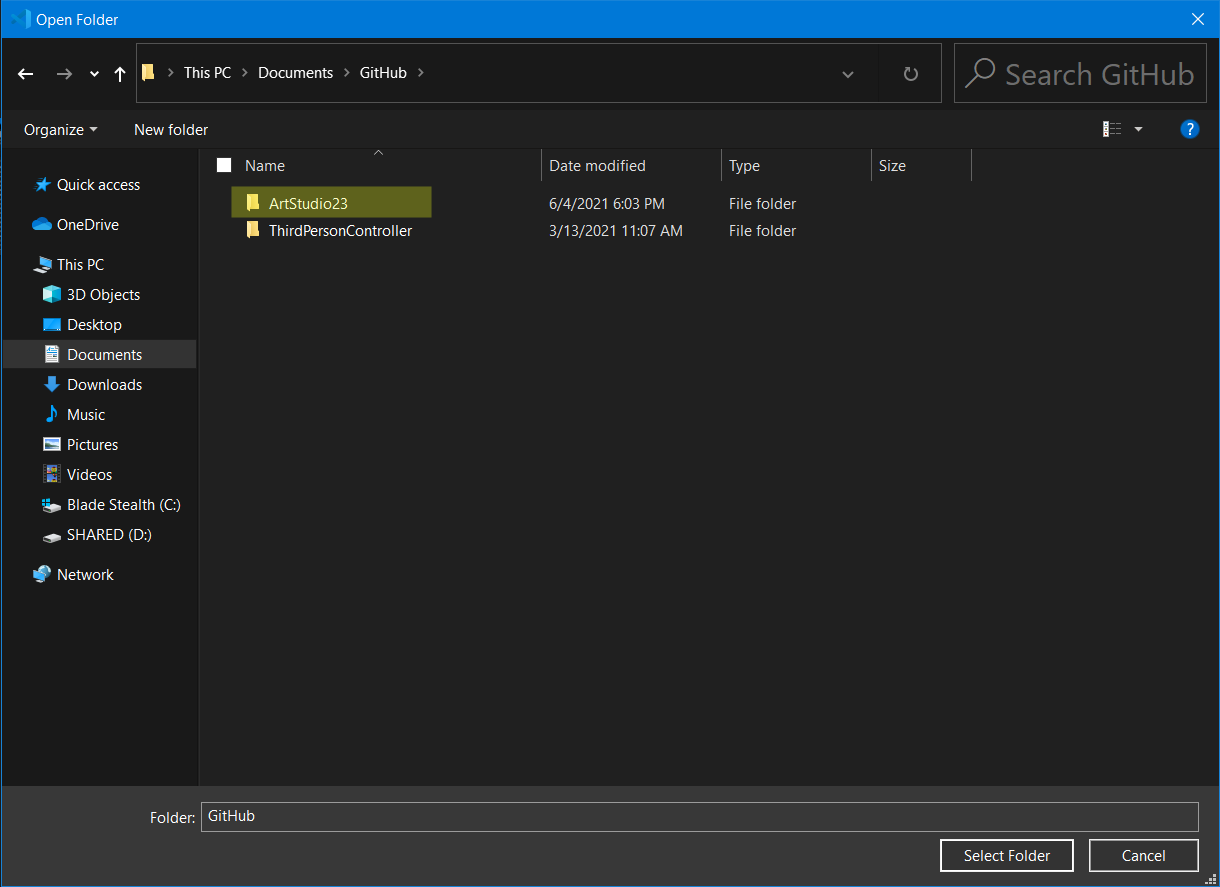 Open Folder
This PC Documents GitHub
Search GitHub
Organize New folder
?
Name Date modified Type Size
ArtStudio23 6/4/2021 6:03 PM File folder
ThirdPersonController 3/13/2021 11:07 AM File folder
Quick access
OneDrive
This PC
3D Objects
Desktop
Documents
Downloads
Music
Pictures
Videos
Blade Stealth (C:)
SHARED (D:)
Network
Folder: GitHub
Select Folder Cancel